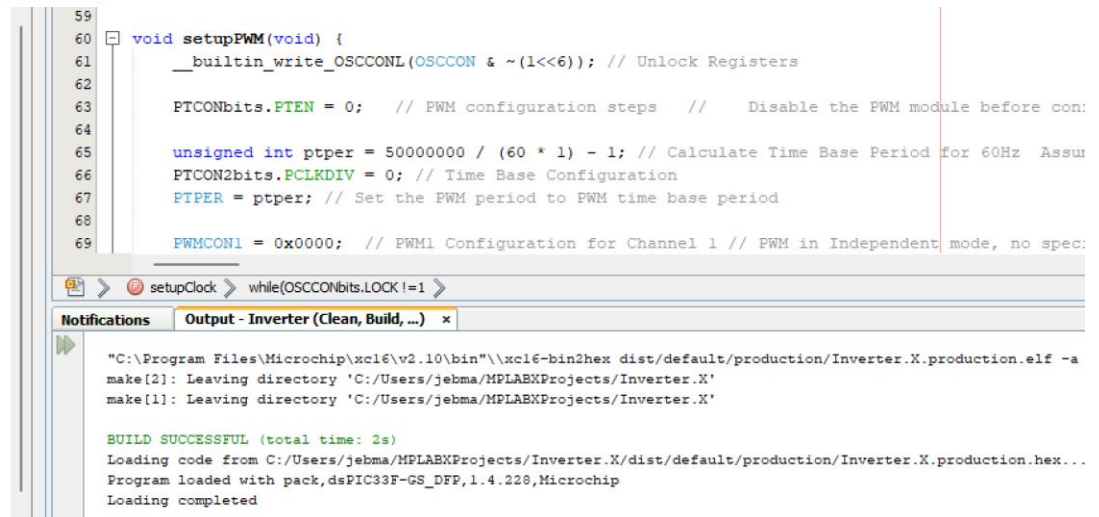 59
60 void setupPWM(void) {
61 __builtin_write_OSCCONL(OSCCON & ~(1<<6)); // Unlock Registers
62
63 PTCONbits.PTEN = 0; // PWM configuration steps // Disable the PWM module before
64
65 unsigned int ptper = 50000000 / (60 * 1) - 1; // Calculate Time Base Period for 60Hz
66 PTCON2bits.PCLKDIV = 0; // Time Base Configuration
67 PTPER = ptper; // Set the PWM period to PWM time base period
68
69 PWMCON1 = 0x0000; // PWM1 Configuration for Channel 1 // PWM in Independent mode, no
setupClock while(OSCCONbits.LOCK !=1
Notifications Output - Inverter (Clean, Build, ...) ×
"C:\Program Files\Microchip\xc16\v2.10\bin"\\xc16-bin2hex dist/default/production/Inverter.X.production.elf -a
make[2]: Leaving directory 'C:/Users/jebma/MPLABXProjects/Inverter.X'
make[1]: Leaving directory 'C:/Users/jebma/MPLABXProjects/Inverter.X'
BUILD SUCCESSFUL (total time: 2s)
Loading code from C:/Users/jebma/MPLABXProjects/Inverter.X/dist/default/production/Inverter.X.production.hex...
Program loaded with pack,dsPIC33F-GS_DFP,1.4.228,Microchip
Loading completed